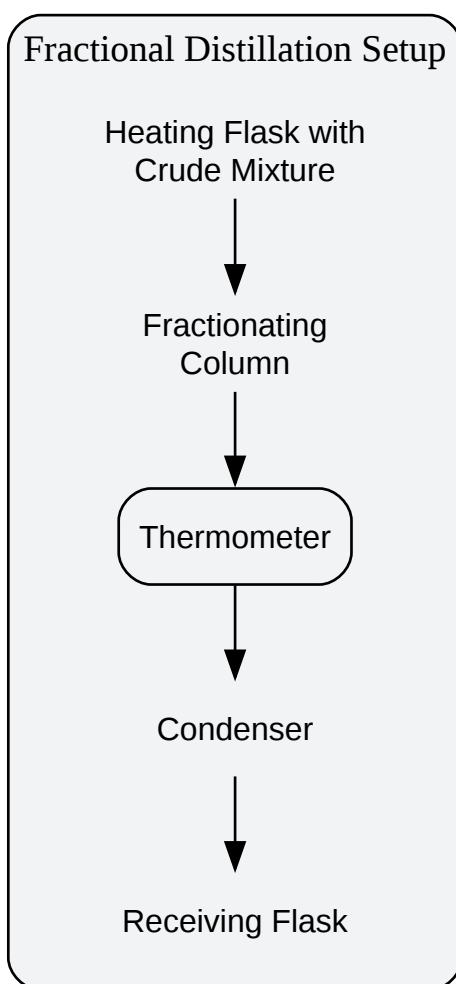 Fractional Distillation Setup
Heating Flask with
Crude Mixture
Fractionating
Column
Thermometer
Condenser
Receiving Flask